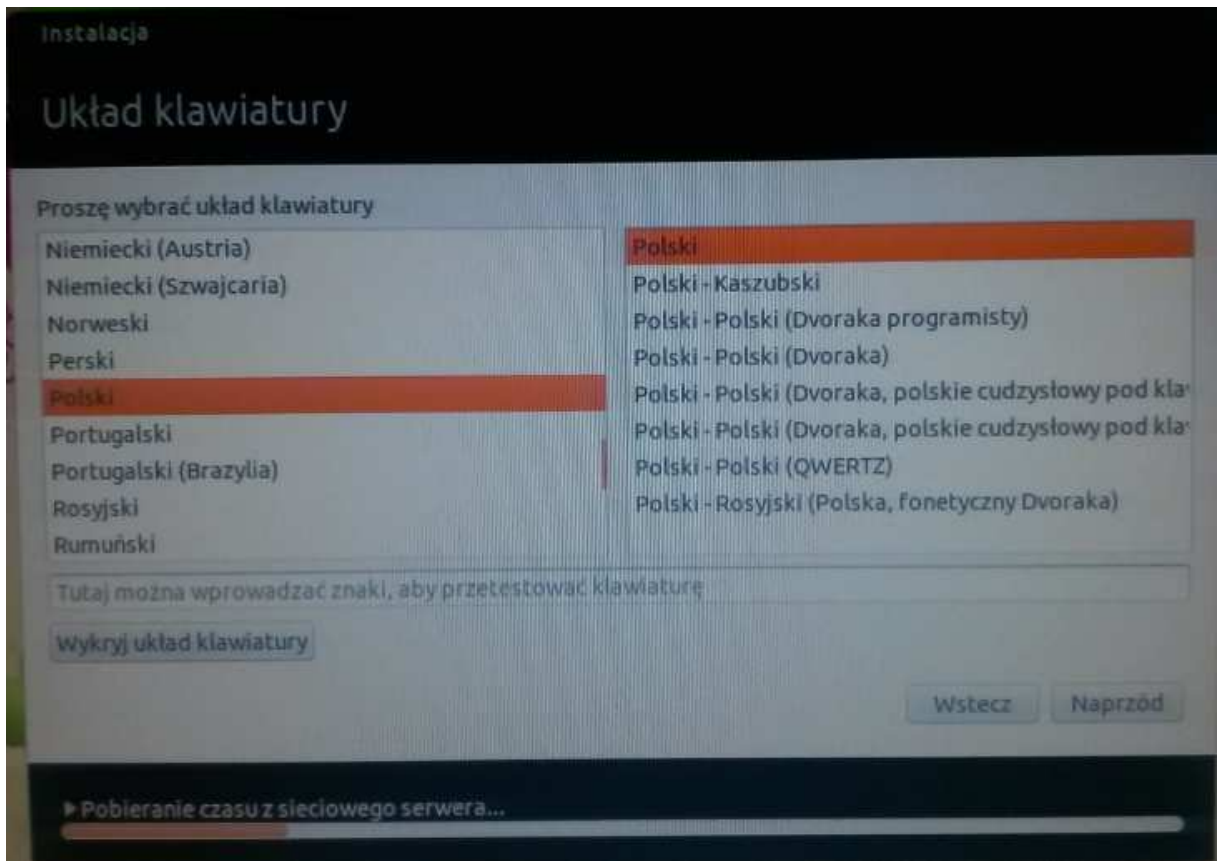 Instalacja
Układ klawiatury
Proszę wybrać układ klawiatury
Niemiecki (Austria)
Niemiecki (Szwajcaria)
Norweski
Perski
Polski
Portugalski
Portugalski (Brazylia)
Rosyjski
Rumuński
Polski
Polski - Kaszubski
Polski - Polski (Dvoraka programisty)
Polski - Polski (Dvoraka)
Polski - Polski (Dvoraka, polskie cudzysłowy pod kla
Polski - Polski (Dvoraka, polskie cudzysłowy pod kla
Polski - Polski (QWERTZ)
Polski - Rosyjski (Polska, fonetyczny Dvoraka)
Tutaj można wprowadzać znaki, aby przetestować klawiaturę
Wykryj układ klawiatury
Wstecz Naprzód
Pobieranie czasu z sieciowego serwera...